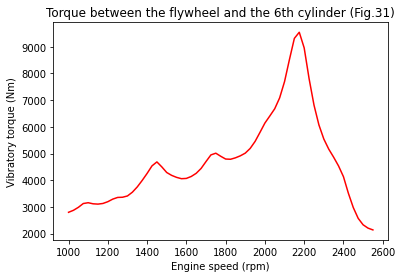 Torque between the flywheel and the 6th cylinder (Fig.31)
Vibratory torque (Nm)
9000
8000
7000
6000
5000
4000
3000
2000
1000 1200 1400 1600 1800 2000 2200 2400 2600
Engine speed (rpm)